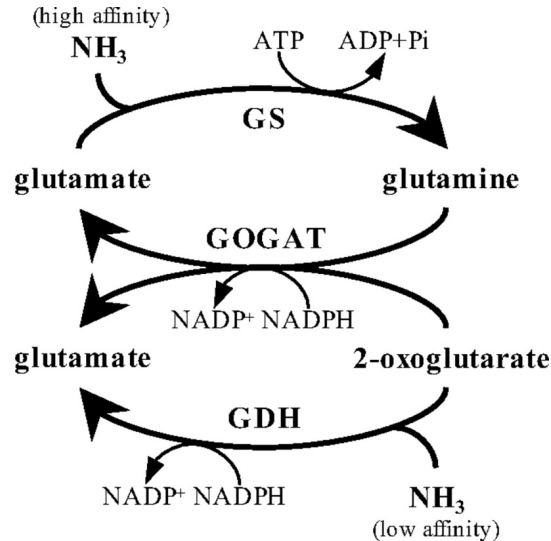 (high affinity)
NH₃
ATP ADP+Pi
GS
glutamate glutamine
GOGAT
NADP⁺ NADPH
glutamate 2-oxoglutarate
GDH
NADP⁺ NADPH
NH₃
(low affinity)